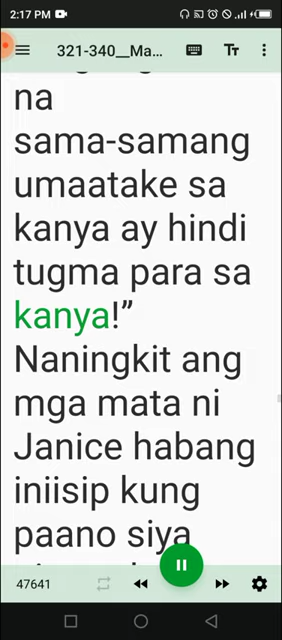 2:17 PM
321-340__Ma...
na
sama-samang
umaatake sa
kanya ay hindi
tugma para sa
kanya!”
Naningkit ang
mga mata ni
Janice habang
iniisip kung
paano siya
47641